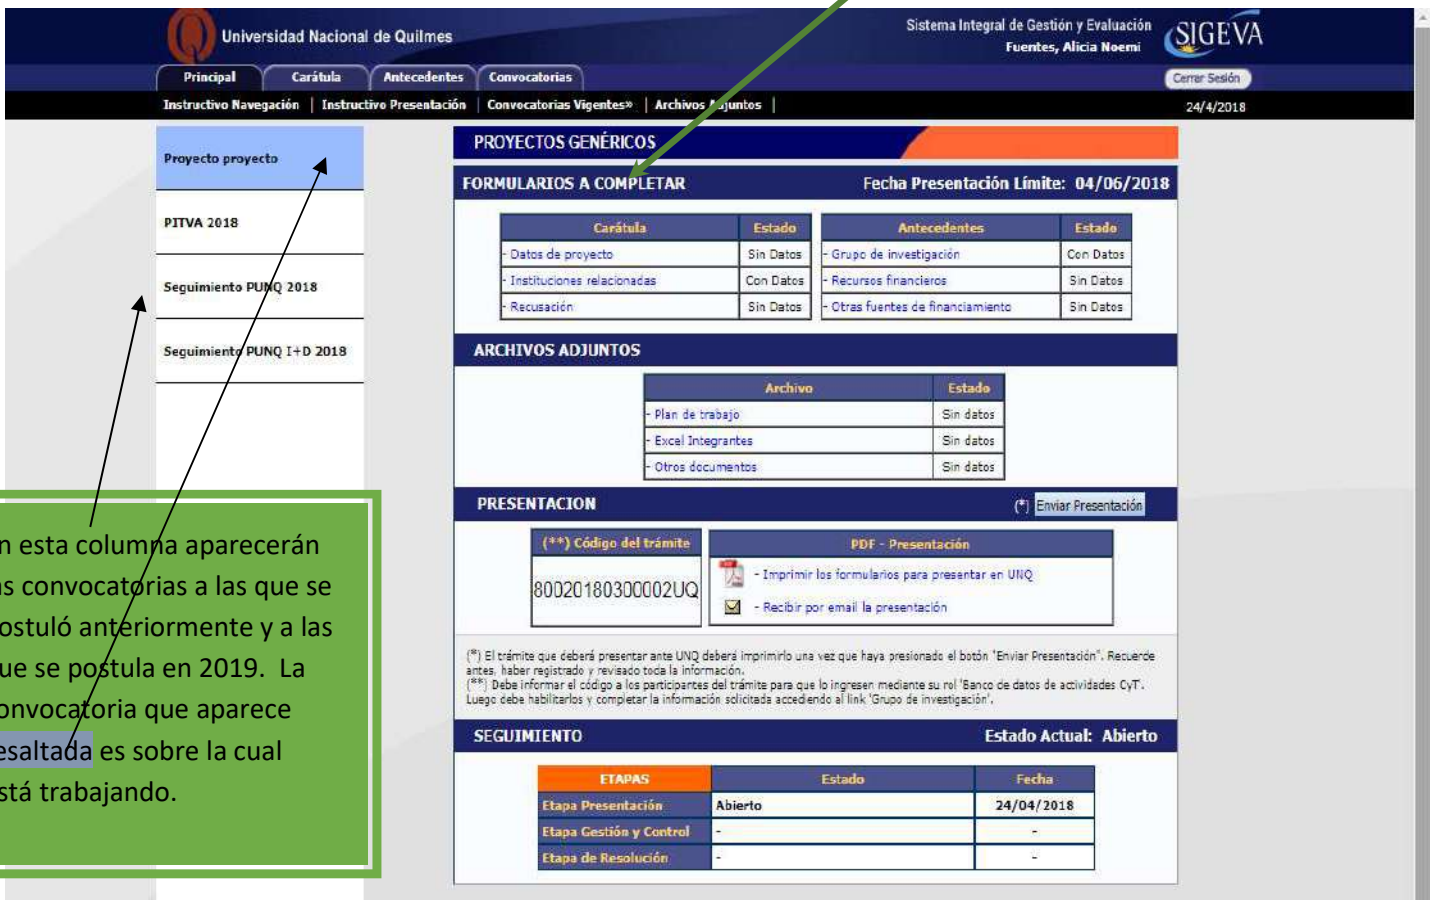 Universidad Nacional de Quilmes
Sistema Integral de Gestión y Evaluación
Fuentes, Alicia Noemi
SIGEVA
Principal Carátula Antecedentes Convocatorias
Cerrar Sesión
Instructivo Navegación | Instructivo Presentación | Convocatorias Vigentes» | Archivos Adjuntos |
24/4/2018
Proyecto proyecto
PITVA 2018
Seguimiento PUNQ 2018
Seguimiento PUNQ I+D 2018
PROYECTOS GENÉRICOS
FORMULARIOS A COMPLETAR Fecha Presentación Límite: 04/06/2018
Carátula Estado Antecedentes Estado
- Datos de proyecto Sin Datos - Grupo de investigación Con Datos
- Instituciones relacionadas Con Datos - Recursos financieros Sin Datos
- Recusación Sin Datos - Otras fuentes de financiamiento Sin Datos
ARCHIVOS ADJUNTOS
Archivo Estado
- Plan de trabajo Sin datos
- Excel Integrantes Sin datos
- Otros documentos Sin datos
PRESENTACION (*) Enviar Presentación
(**) Código del trámite PDF - Presentación
80020180300002UQ
- Imprimir los formularios para presentar en UNQ
- Recibir por email la presentación
(*) El trámite que deberá presentar ante UNQ deberá imprimirlo una vez que haya presionado el botón "Enviar Presentación". Recuerde
antes, haber registrado y revisado toda la información.
(**) Debe informar el código a los participantes del trámite para que lo ingresen mediante su rol 'Banco de datos de actividades CyT'.
Luego debe habilitarlos y completar la información solicitada accediendo al link 'Grupo de investigación'.
SEGUIMIENTO Estado Actual: Abierto
ETAPAS Estado Fecha
Etapa Presentación Abierto 24/04/2018
Etapa Gestión y Control - -
Etapa de Resolución - -
n esta columna aparecerán
as convocatorias a las que se
ostuló anteriormente y a las
ue se postula en 2019. La
onvocatoria que aparece
esaltada es sobre la cual
stá trabajando.